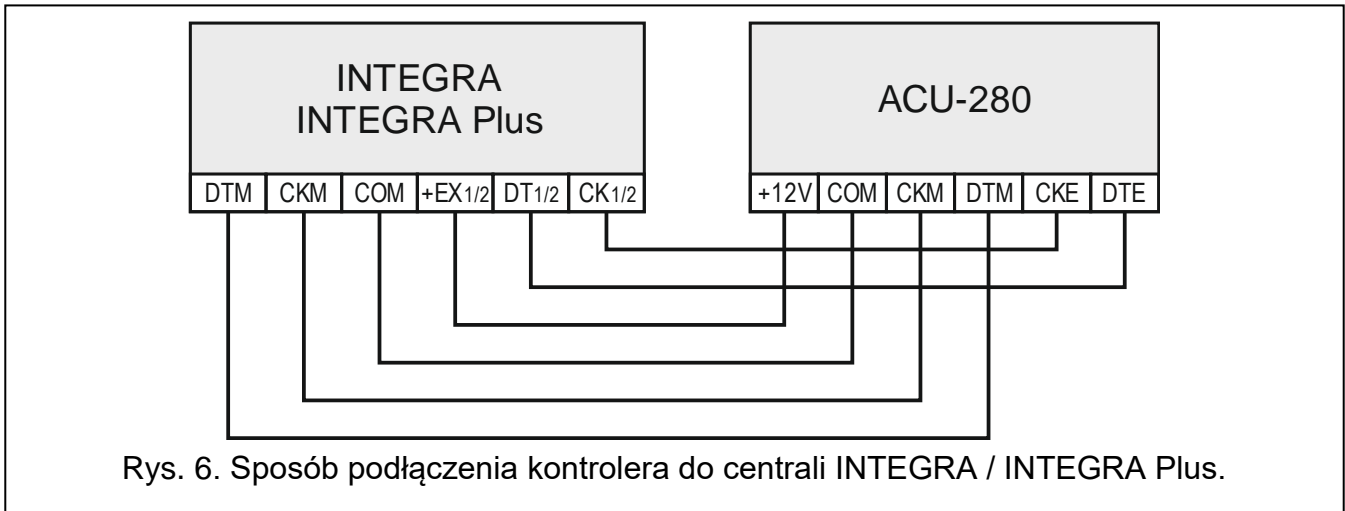 INTEGRA
INTEGRA Plus
ACU-280
DTM CKM COM +EX1/2 DT1/2 CK1/2
+12V COM CKM DTM CKE DTE
Rys. 6. Sposób podłączenia kontrolera do centrali INTEGRA / INTEGRA Plus.